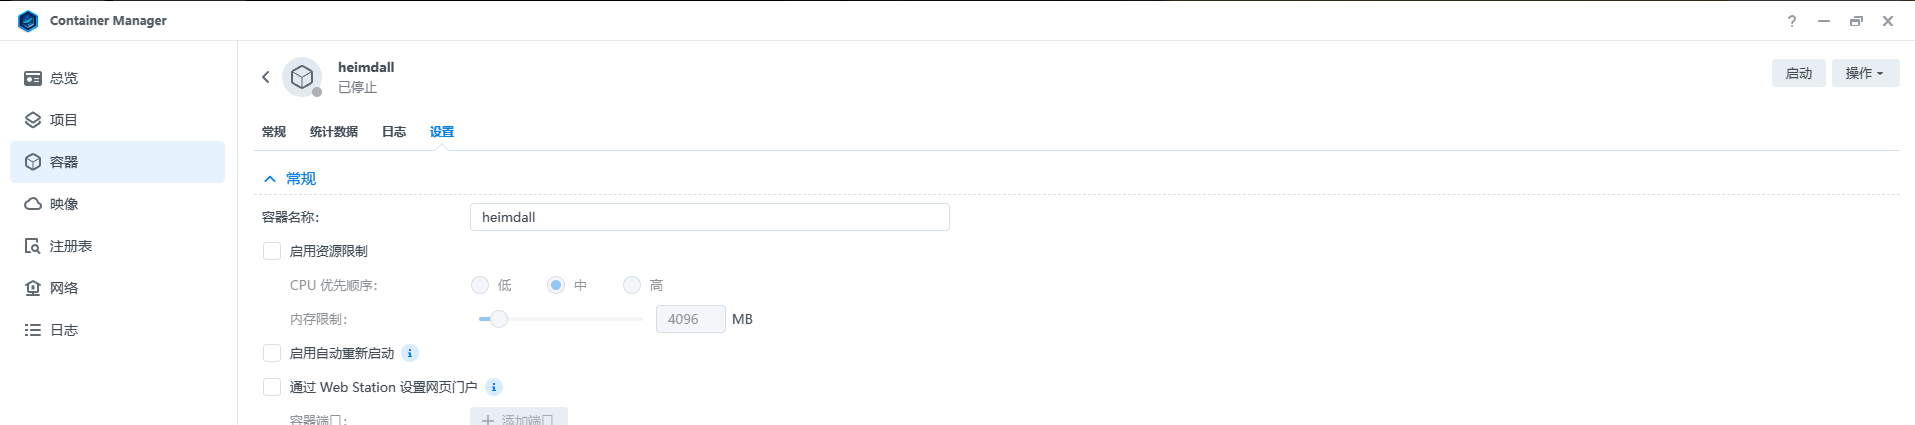 Container Manager
总览
项目
容器
映像
注册表
网络
日志
heimdall
已停止
启动
操作
常规 统计数据 日志 设置
常规
容器名称:
heimdall
启用资源限制
CPU 优先顺序: 低 中 高
内存限制: 4096 MB
启用自动重新启动
通过 Web Station 设置网页门户
容器端口: 添加端口